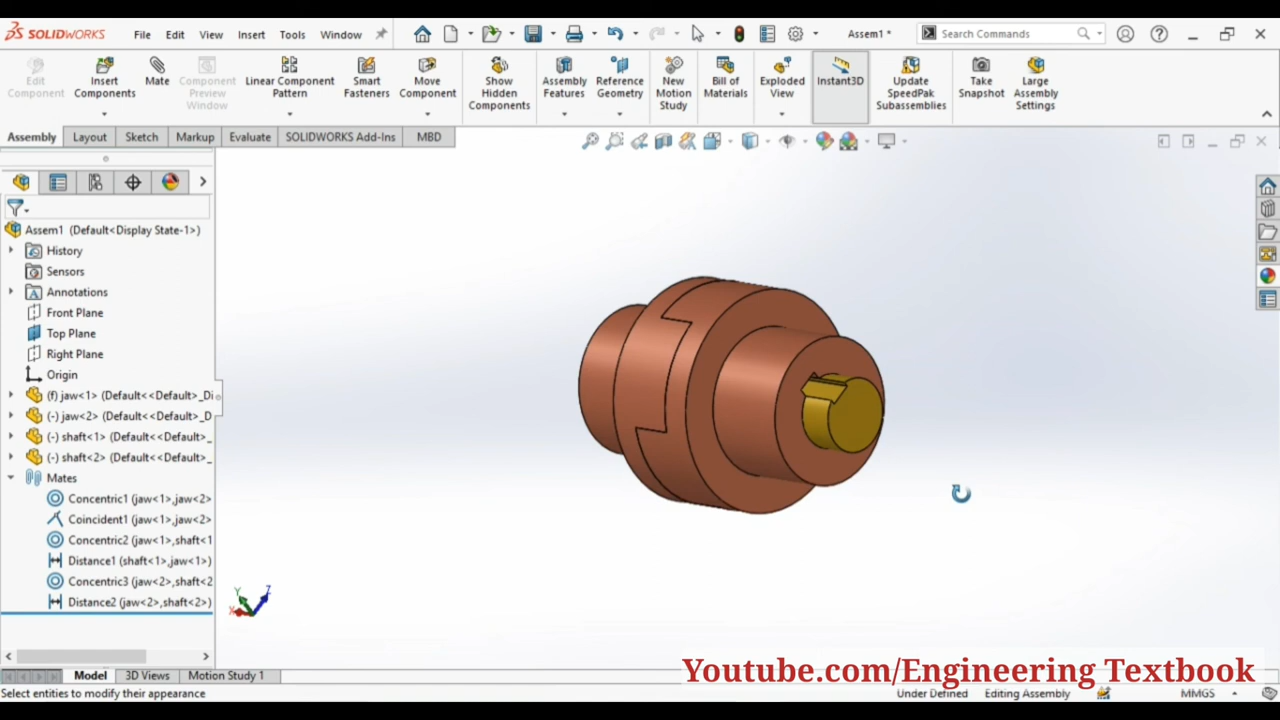 SOLIDWORKS File Edit View Insert Tools Window Assem1 * Search Commands
Edit Component Insert Components Mate Component Preview Window Linear Component Pattern Smart Fasteners Move Component Show Hidden Components Assembly Features Reference Geometry New Motion Study Bill of Materials Exploded View Instant3D Update SpeedPak Subassemblies Take Snapshot Large Assembly Settings
Assembly Layout Sketch Markup Evaluate SOLIDWORKS Add-Ins MBD
Assem1 (Default<Display State-1>)
History
Sensors
Annotations
Front Plane
Top Plane
Right Plane
Origin
(f) jaw<1> (Default<<Default>_Di
(-) jaw<2> (Default<<Default>_D
(-) shaft<1> (Default<<Default>_
(-) shaft<2> (Default<<Default>_
Mates
Concentric1 (jaw<1>,jaw<2>
Coincident1 (jaw<1>,jaw<2>
Concentric2 (jaw<1>,shaft<1
Distance1 (shaft<1>,jaw<1>)
Concentric3 (jaw<2>,shaft<2
Distance2 (jaw<2>,shaft<2>)
Y Z X
Model 3D Views Motion Study 1
Youtube.com/Engineering Textbook
Select entities to modify their appearance Under Defined Editing Assembly MMGS